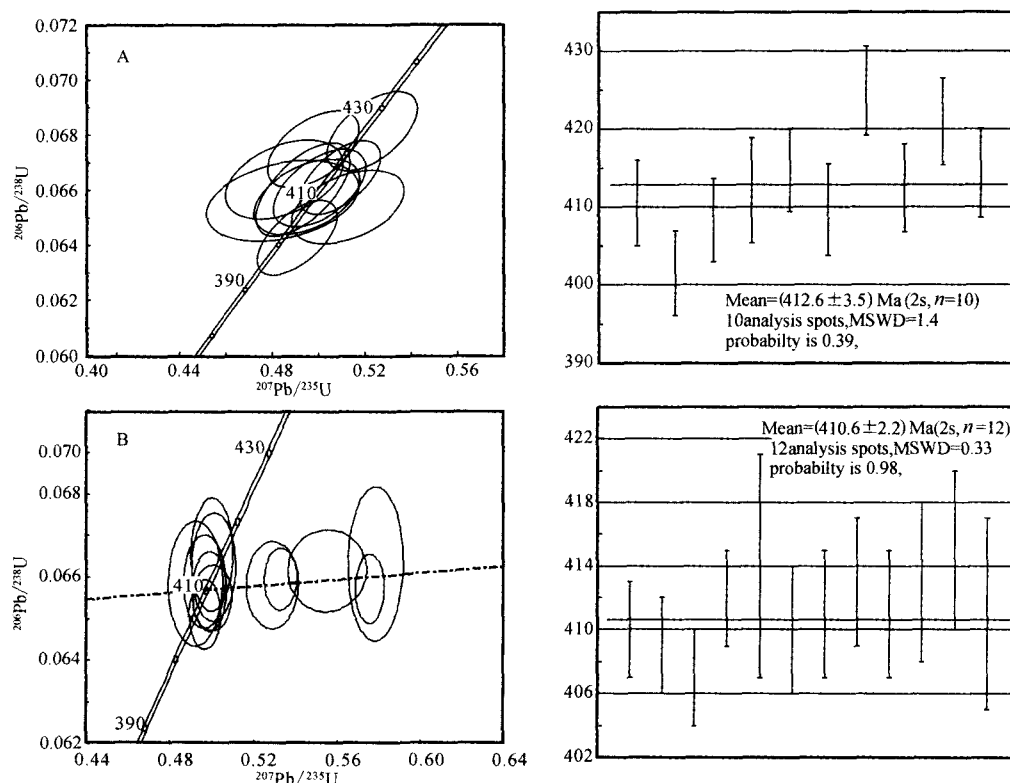 A
0.072
0.070
0.068
0.066
0.064
0.062
0.060
²⁰⁶Pb/²³⁸U
430
410
390
0.40 0.44 0.48 0.52 0.56
²⁰⁷Pb/²³⁵U
430
420
410
400
390
Mean=(412.6±3.5) Ma (2s, n=10)
10analysis spots,MSWD=1.4
probabilty is 0.39,
B
0.070
0.068
0.066
0.064
0.062
²⁰⁶Pb/²³⁸U
430
410
390
0.44 0.48 0.52 0.56 0.60 0.64
²⁰⁷Pb/²³⁵U
422
418
414
410
406
402
Mean=(410.6±2.2) Ma(2s, n=12)
12analysis spots,MSWD=0.33
probabilty is 0.98,